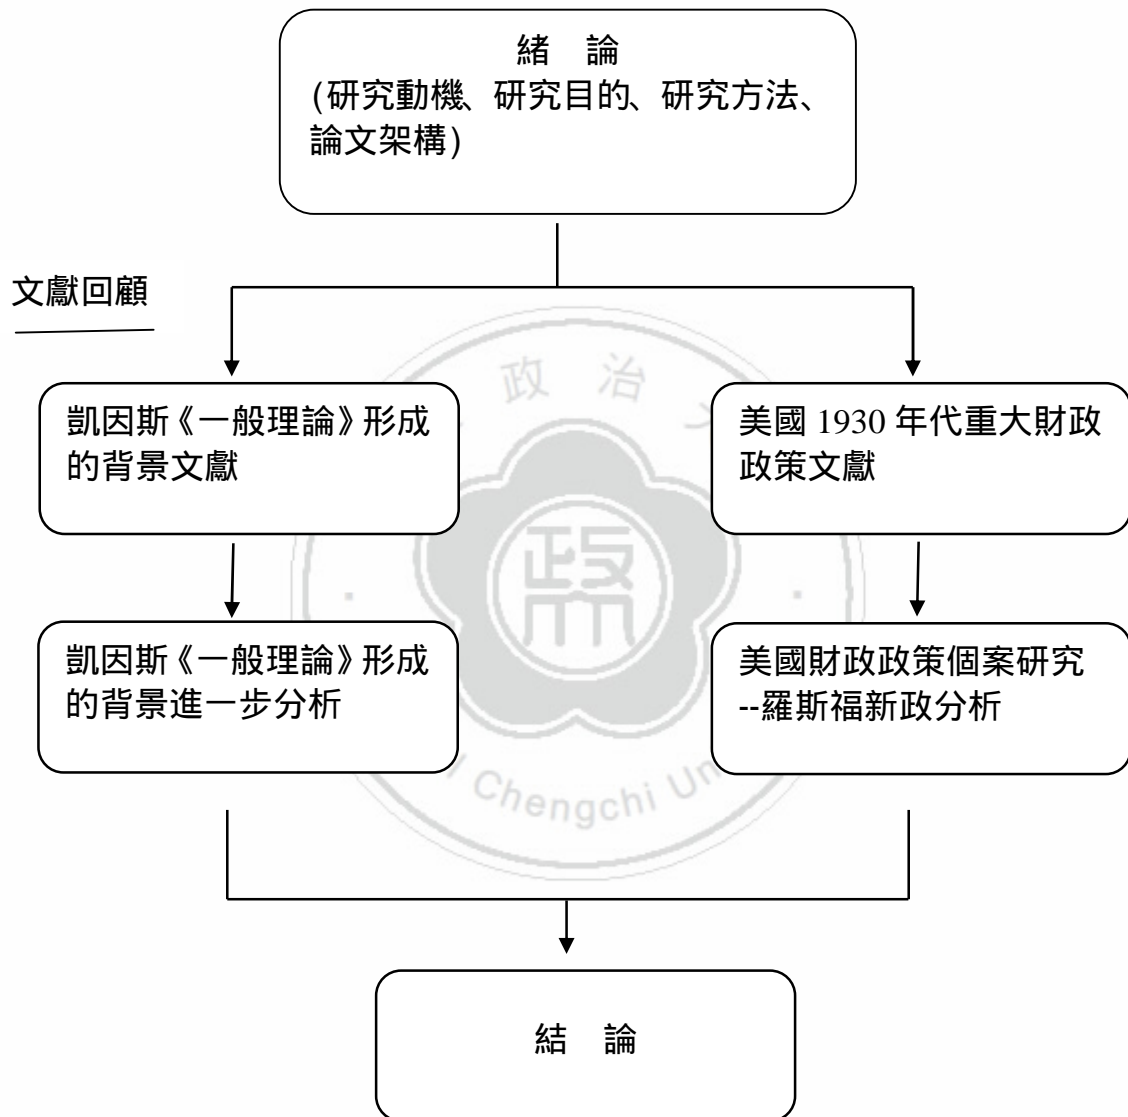 緒 論
(研究動機、研究目的、研究方法、
論文架構)
文獻回顧
凱因斯《一般理論》形成
的背景文獻
美國 1930 年代重大財政
政策文獻
凱因斯《一般理論》形成
的背景進一步分析
美國財政政策個案研究
--羅斯福新政分析
結 論
政 治
政
Chengchi Un